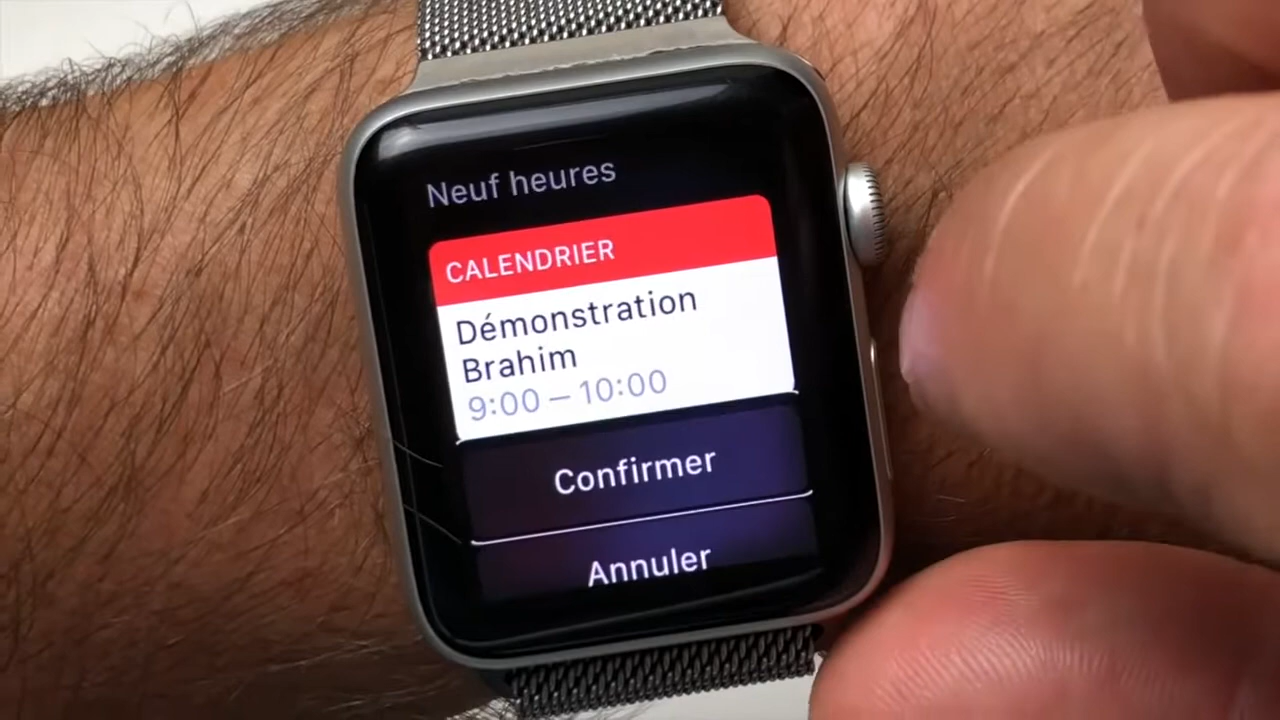 Neuf heures
CALENDRIER
Démonstration
Brahim
9:00 – 10:00
Confirmer
Annuler